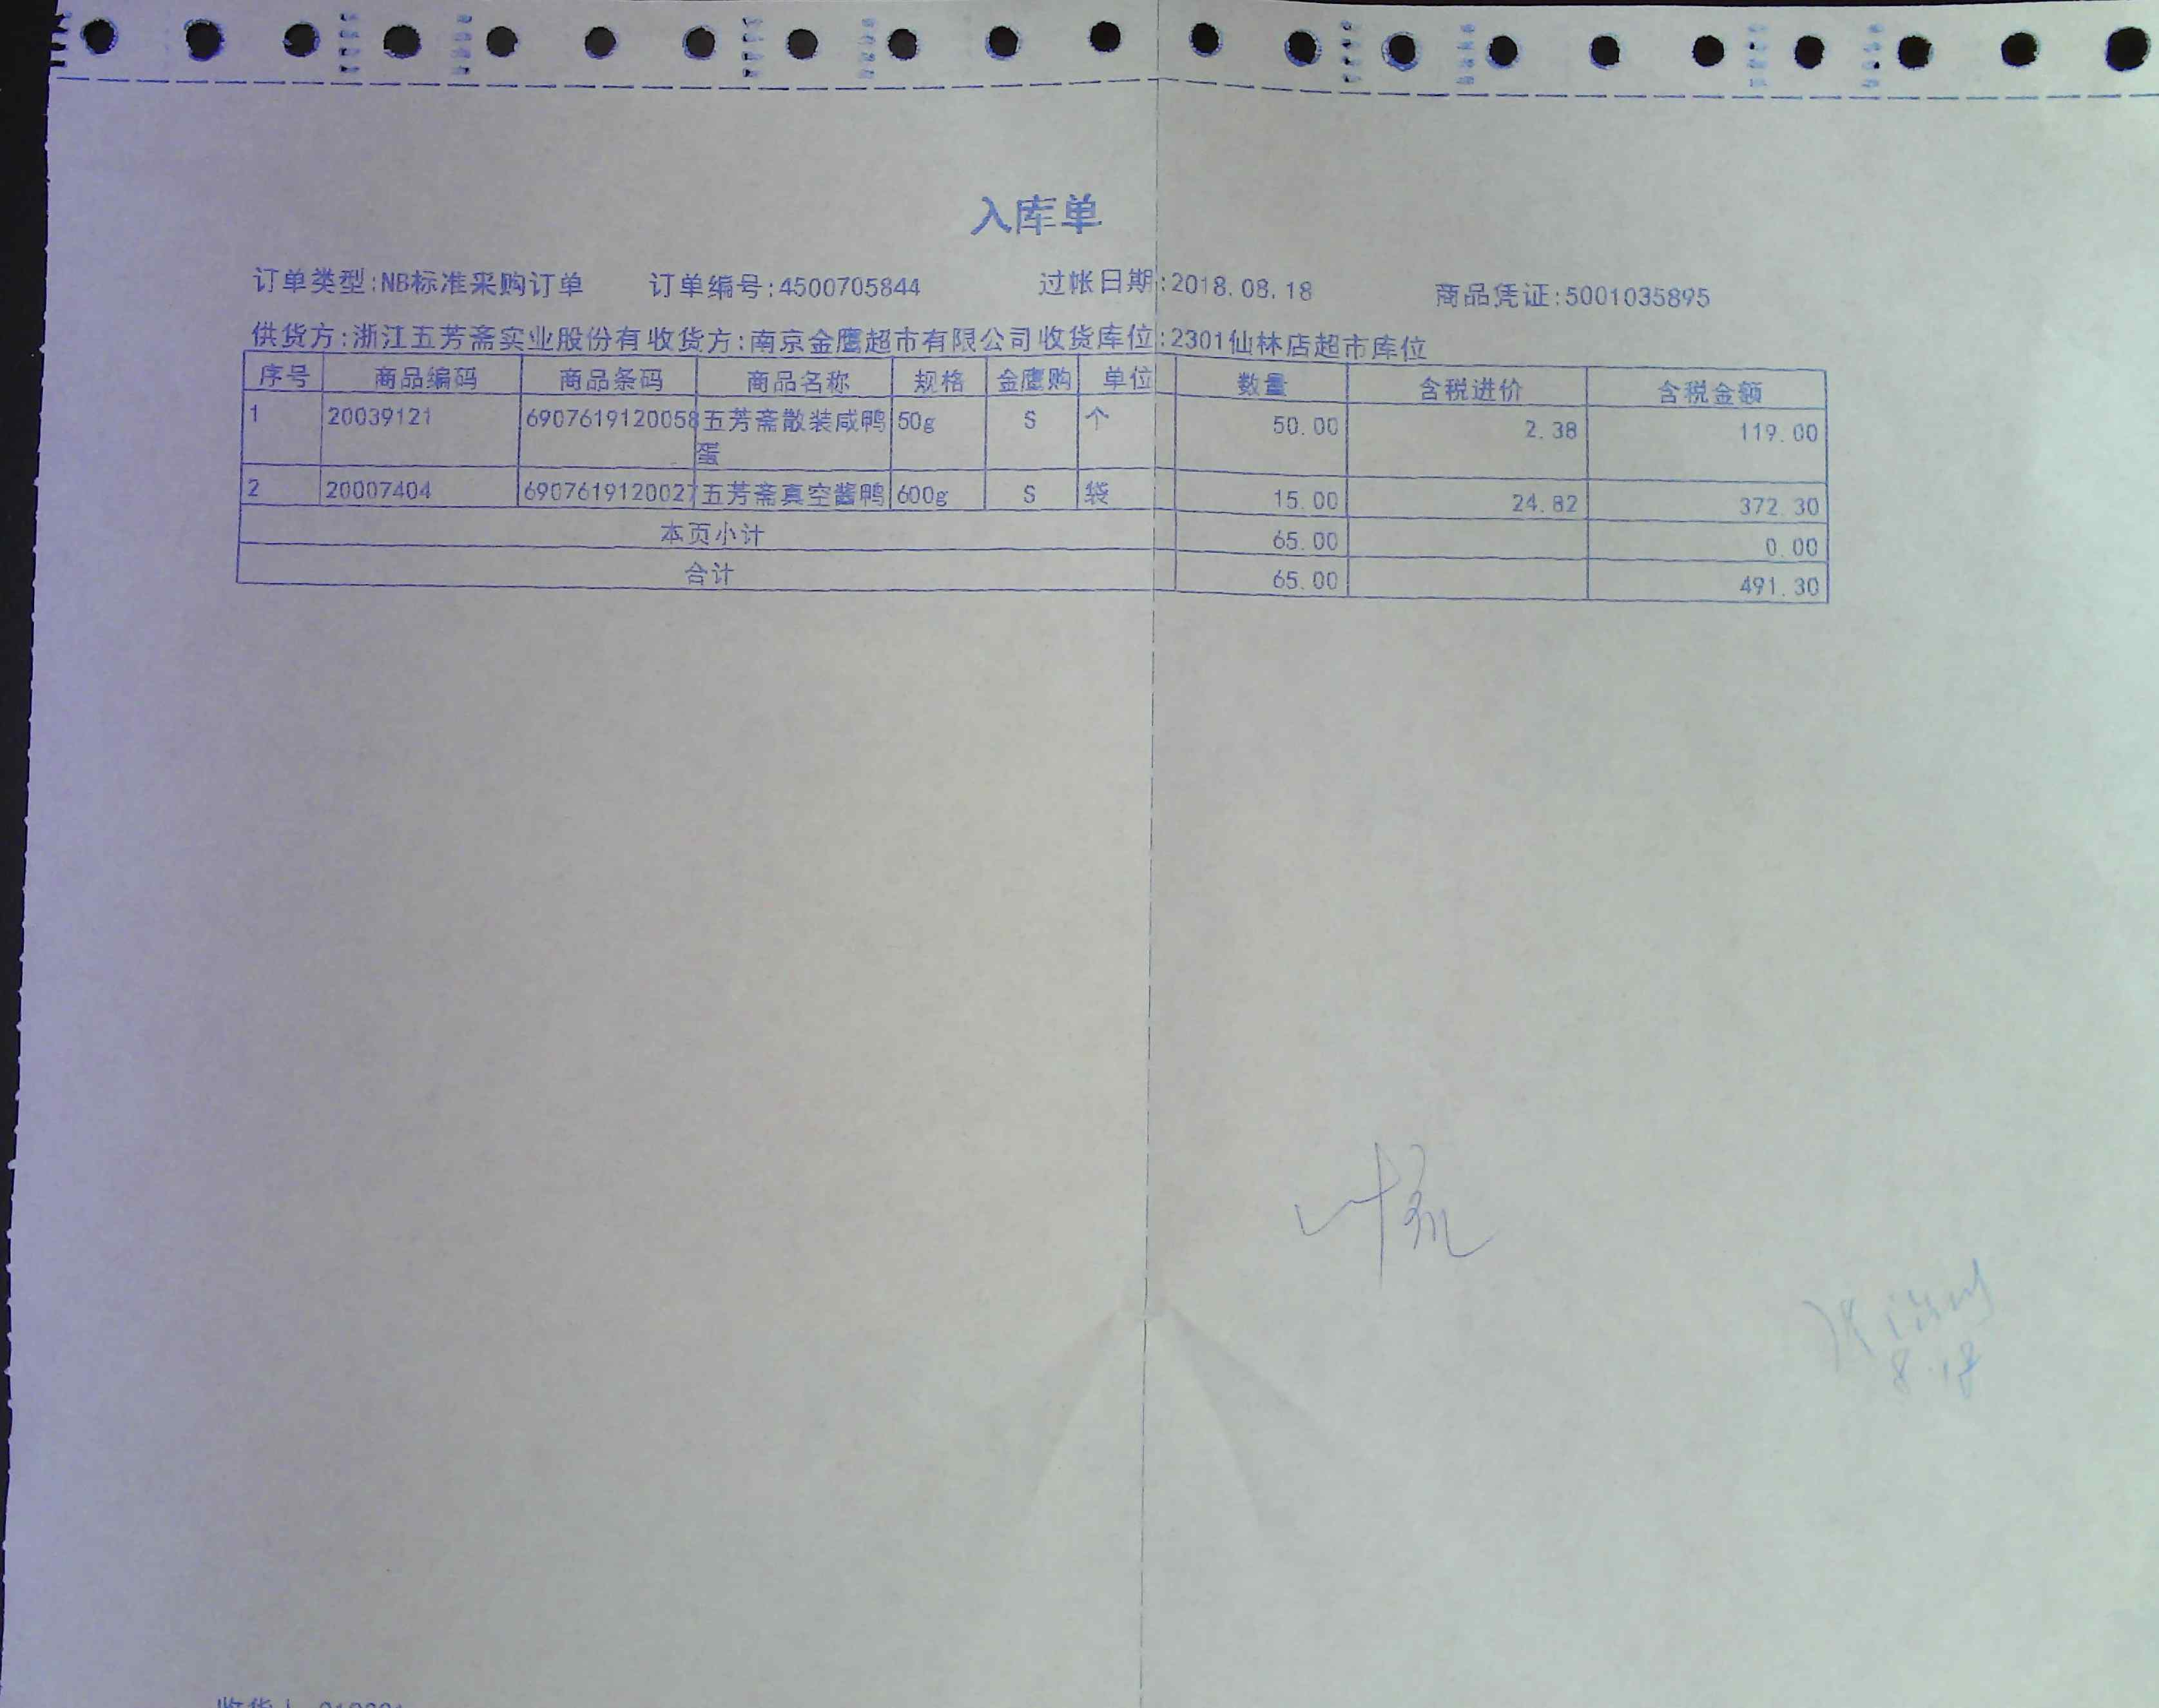 入库单
订单类型:NB标准采购订单 订单编号:4500705844 过帐日期:2018.08.18 商品凭证:5001035895
供货方:浙江五芳斋实业股份有 收货方:南京金鹰超市有限公司 收货库位:2301仙林店超市库位
序号 商品编码 商品条码 商品名称 规格 金鹰购 单位 数量 含税进价 含税金额
1 20039121 6907619120058 五芳斋散装咸鸭 50g S 个 50.00 2.38 119.00
蛋
2 20007404 6907619120027 五芳斋真空酱鸭 600g S 袋 15.00 24.82 372.30
本页小计 65.00 0.00
合计 65.00 491.30
8.18